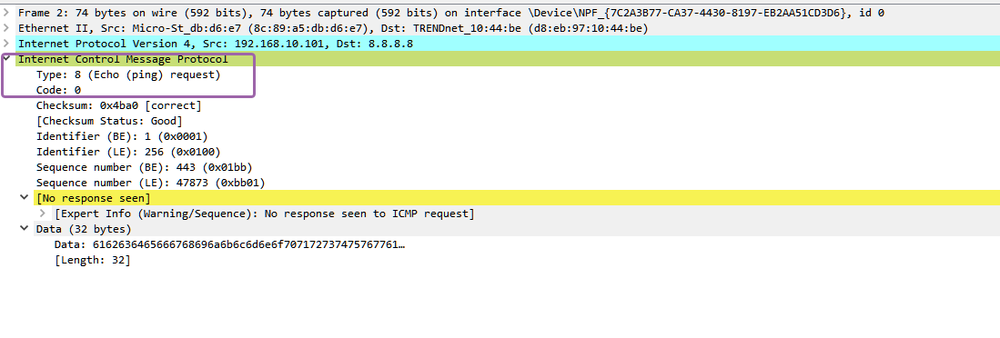 Frame 2: 74 bytes on wire (592 bits), 74 bytes captured (592 bits) on interface \Device\NPF_{7C2A3B77-CA37-4430-8197-EB2AA51CD3D6}, id 0
Ethernet II, Src: Micro-St_db:d6:e7 (8c:89:a5:db:d6:e7), Dst: TRENDnet_10:44:be (d8:eb:97:10:44:be)
Internet Protocol Version 4, Src: 192.168.10.101, Dst: 8.8.8.8
Internet Control Message Protocol
Type: 8 (Echo (ping) request)
Code: 0
Checksum: 0x4ba0 [correct]
[Checksum Status: Good]
Identifier (BE): 1 (0x0001)
Identifier (LE): 256 (0x0100)
Sequence number (BE): 443 (0x01bb)
Sequence number (LE): 47873 (0xbb01)
[No response seen]
[Expert Info (Warning/Sequence): No response seen to ICMP request]
Data (32 bytes)
Data: 6162636465666768696a6b6c6d6e6f707172737475767761…
[Length: 32]